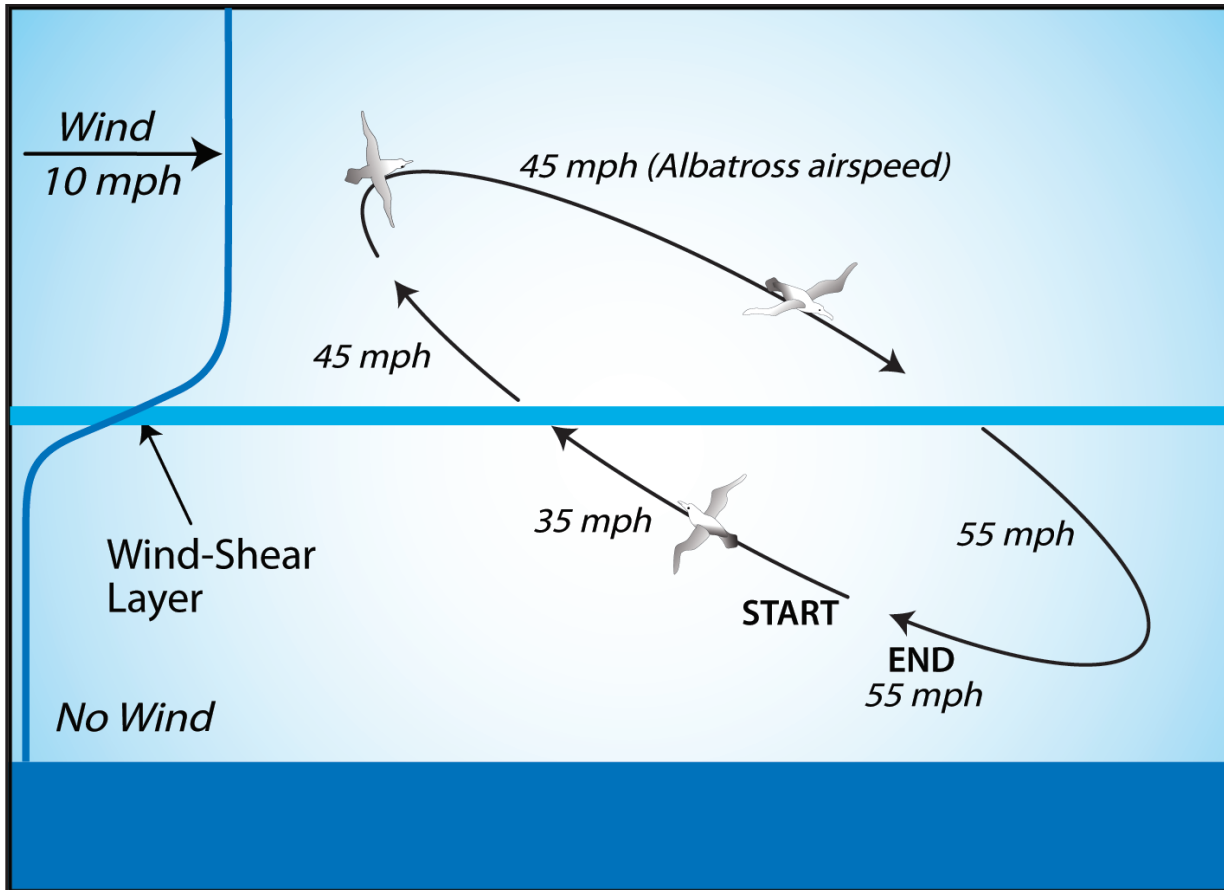 Wind
10 mph
45 mph (Albatross airspeed)
45 mph
35 mph
55 mph
Wind-Shear
Layer
START
END
55 mph
No Wind